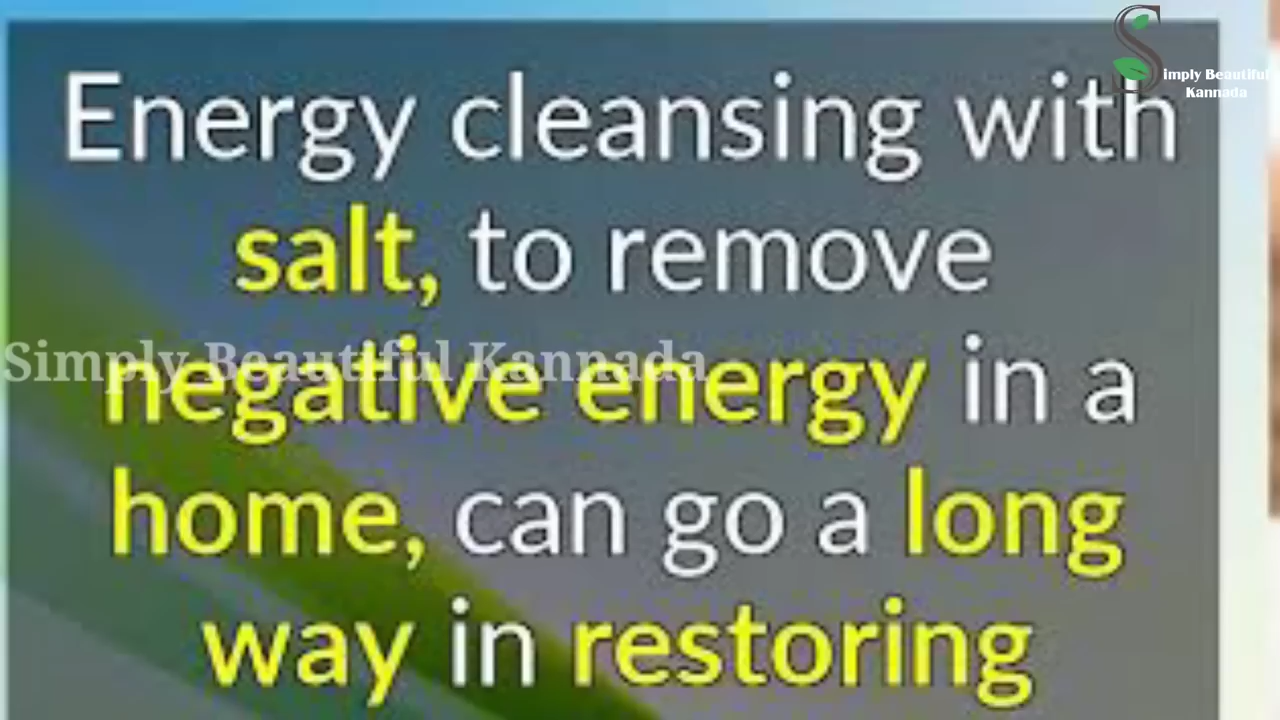 Simply Beautiful
Kannada
Energy cleansing with
salt, to remove
negative energy in a
home, can go a long
way in restoring
Simply Beautiful Kannada